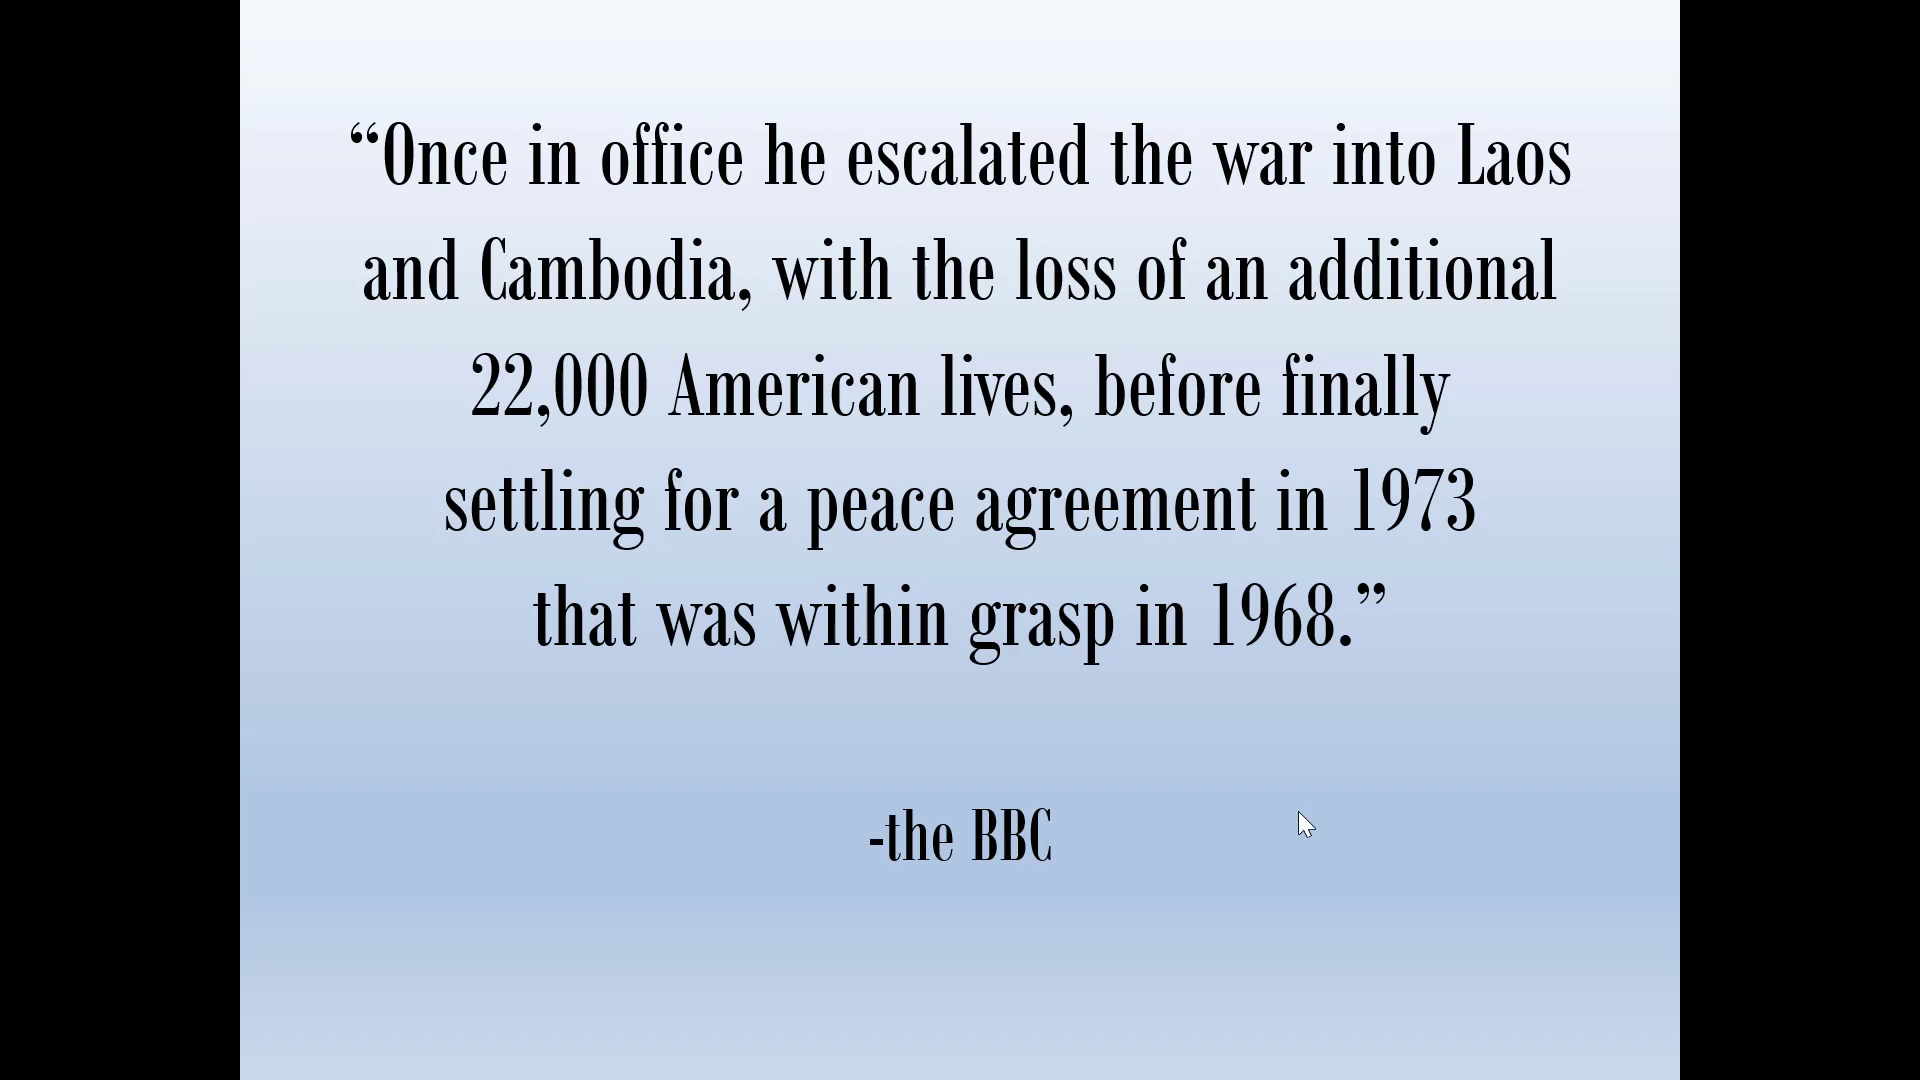 “Once in office he escalated the war into Laos
and Cambodia, with the loss of an additional
22,000 American lives, before finally
settling for a peace agreement in 1973
that was within grasp in 1968.”
-the BBC